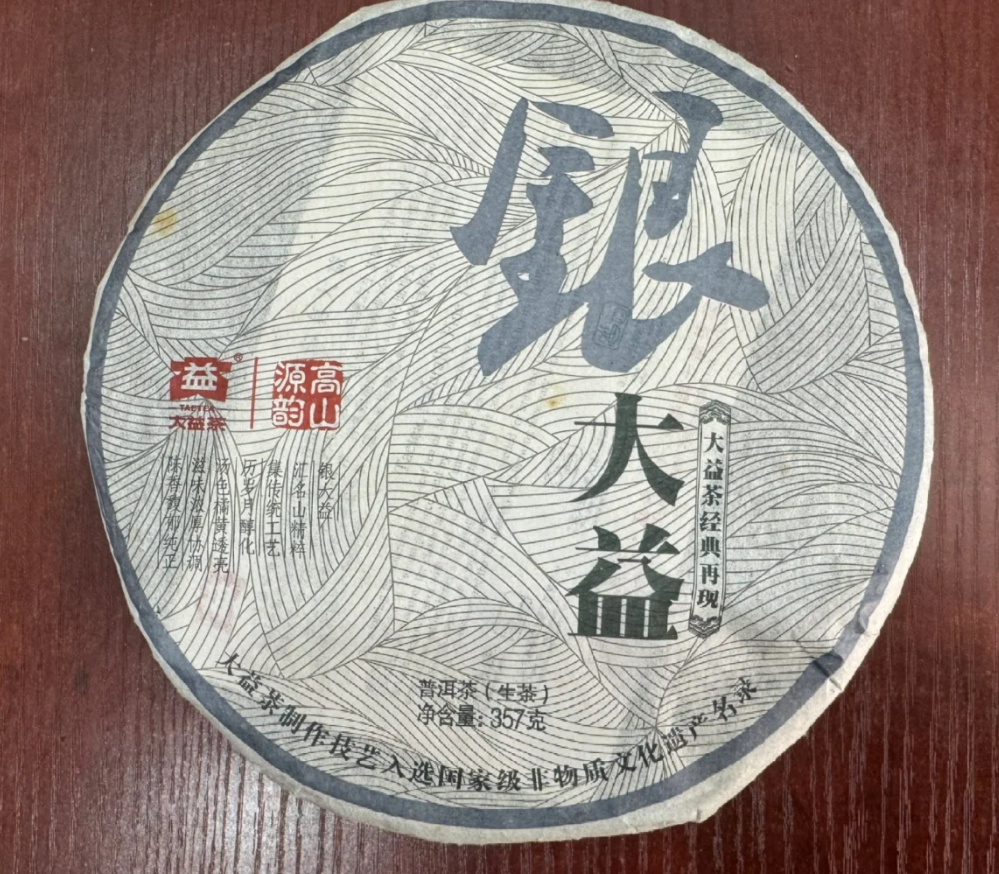 銀
大益
大益茶经典再现
益®
TAETEA
大益茶
高山
源韵
銀大益
汇名山精粹
集传统工艺
历岁月醇化
汤色橘黄透亮
滋味浓厚协调
陈香馥郁纯正
普洱茶(生茶)
净含量:357克
大益茶制作技艺入选国家级非物质文化遗产名录